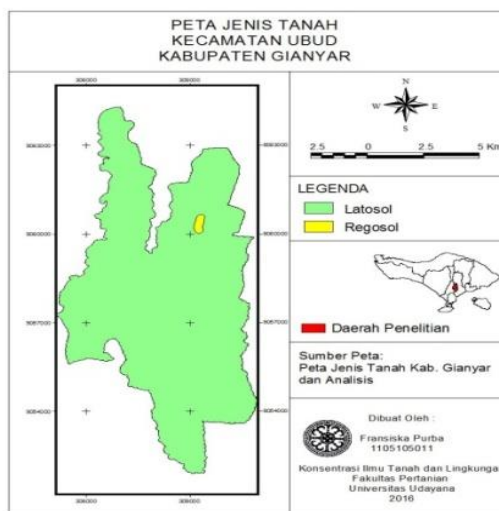 PETA JENIS TANAH
KECAMATAN UBUD
KABUPATEN GIANYAR
N
W E
S
2.5 0 2.5 5 Km
LEGENDA
Latosol
Regosol
Daerah Penelitian
Sumber Peta:
Peta Jenis Tanah Kab. Gianyar
dan Analisis
Dibuat Oleh :
Fransiska Purba
1105105011
Konsentrasi Ilmu Tanah dan Lingkunga
Fakultas Pertanian
Universitas Udayana
2016